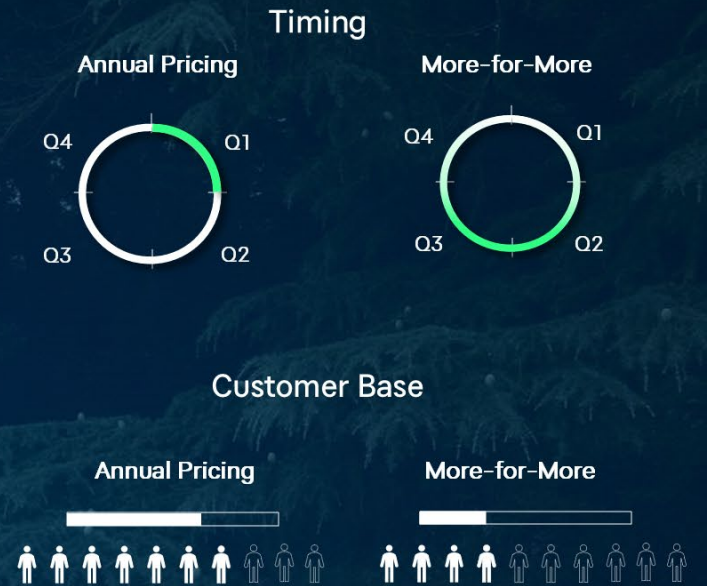 Timing
Annual Pricing
More-for-More
Q4
Q1
Q3
Q2
Q4
Q1
Q3
Q2
Customer Base
Annual Pricing
More-for-More